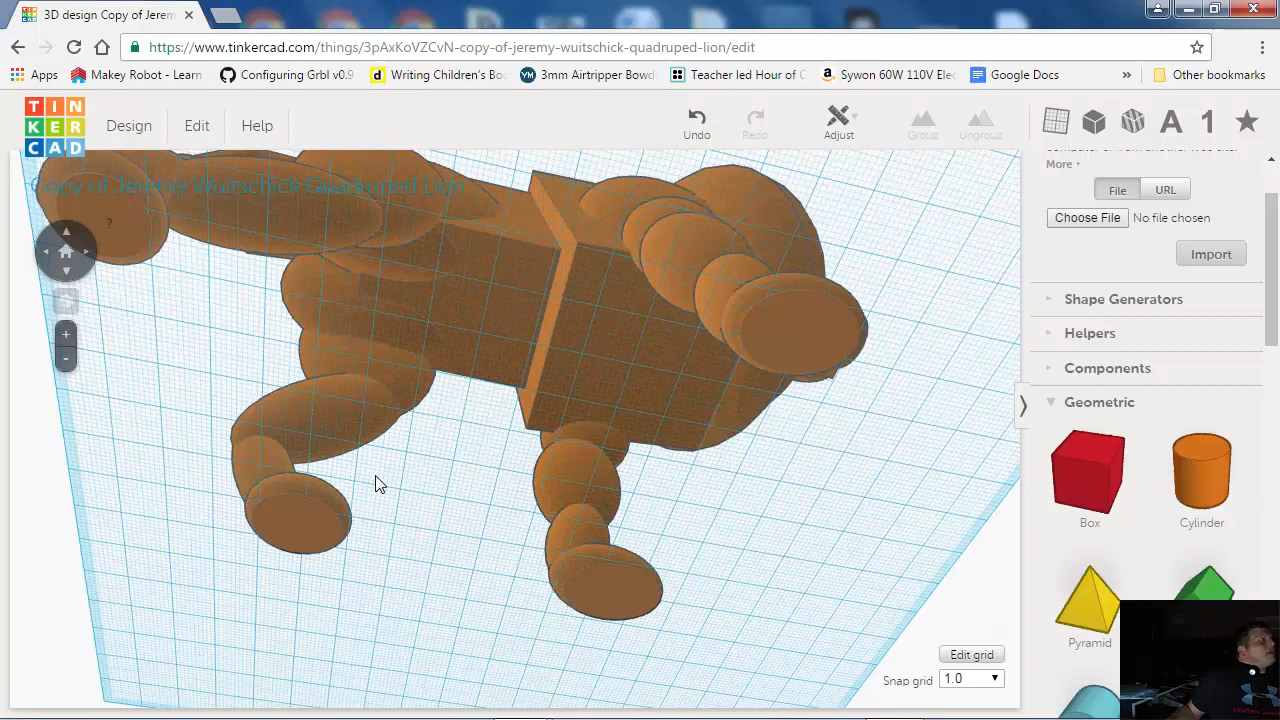 3D design Copy of Jerem
https://www.tinkercad.com/things/3pAxKoVZCvN-copy-of-jeremy-wuitschick-quadruped-lion/edit
Apps Makey Robot - Learn Configuring Grbl v0.9 Writing Children's Bo 3mm Airtripper Bowd Teacher led Hour of C Sywon 60W 110V Elec Google Docs » Other bookmarks
TINKERCAD Design Edit Help Undo Redo Adjust Group Ungroup A 1
Copy of Jeremy Wuitschick Quadruped Lion
More
File URL
Choose File No file chosen
Import
Shape Generators
Helpers
Components
Geometric
Box Cylinder
Pyramid
+
-
Edit grid
Snap grid 1.0